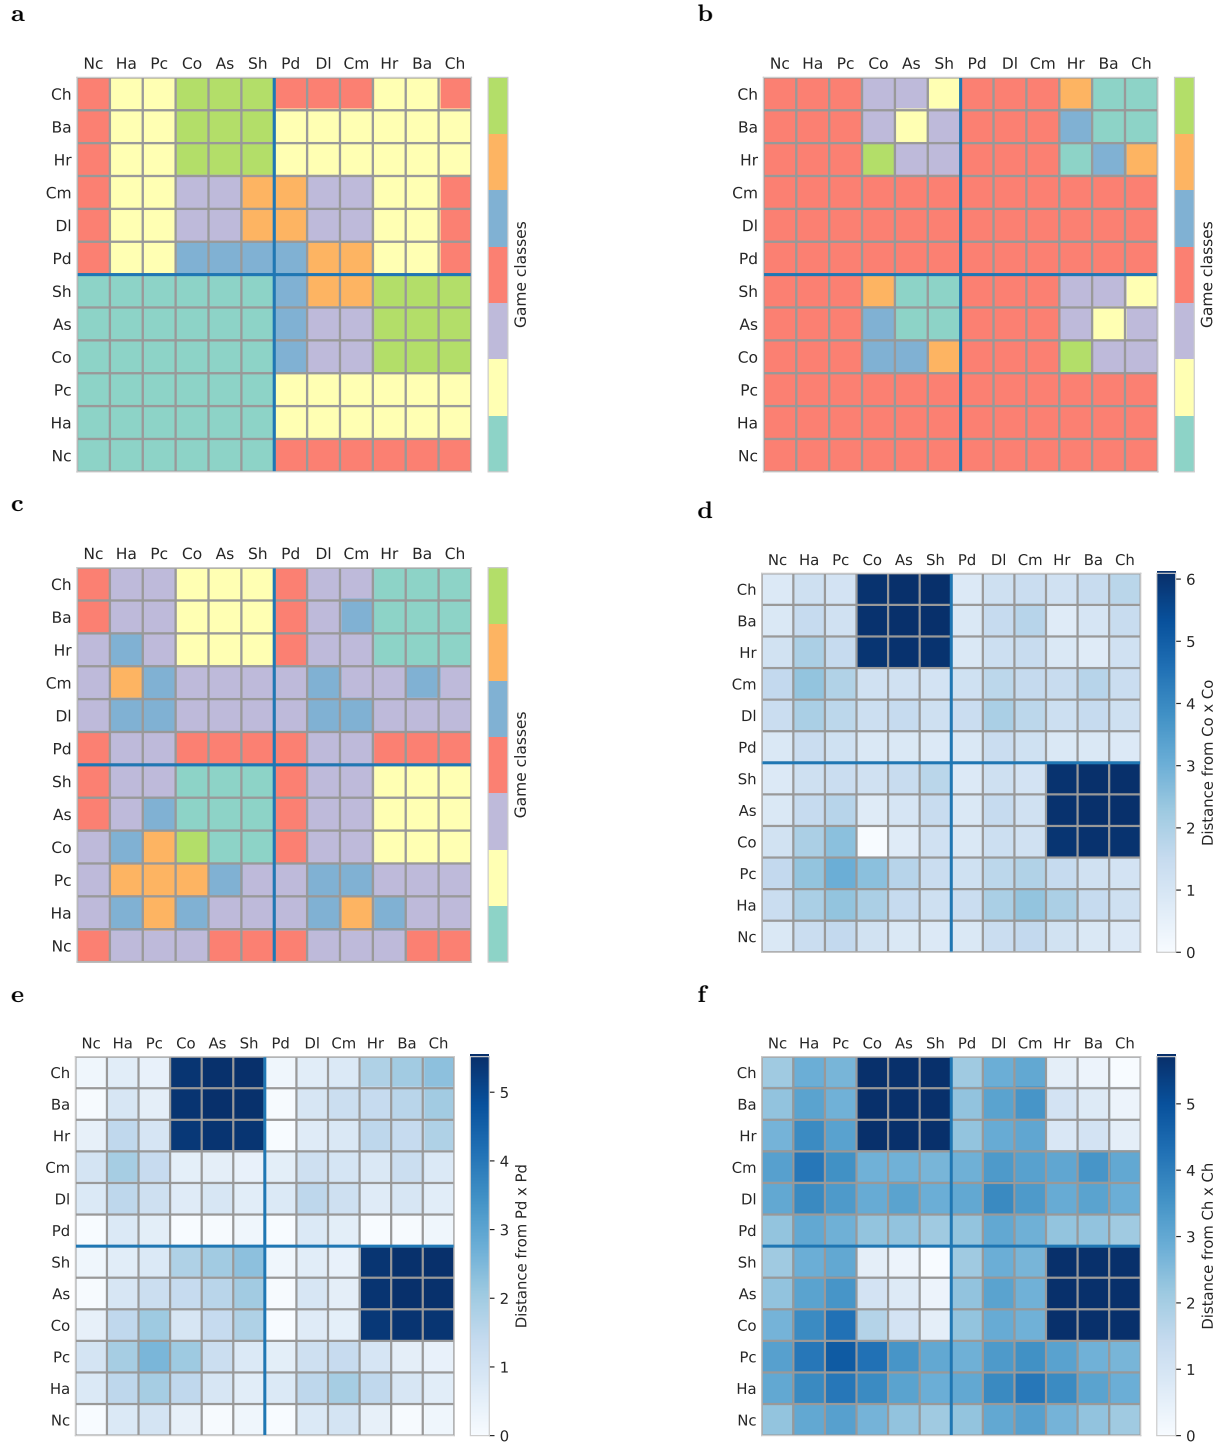 a
Nc Ha Pc Co As Sh Pd Dl Cm Hr Ba Ch
Ch
Ba
Hr
Cm
Dl
Pd
Sh
As
Co
Pc
Ha
Nc
Game classes
b
Nc Ha Pc Co As Sh Pd Dl Cm Hr Ba Ch
Ch
Ba
Hr
Cm
Dl
Pd
Sh
As
Co
Pc
Ha
Nc
Game classes
c
Nc Ha Pc Co As Sh Pd Dl Cm Hr Ba Ch
Ch
Ba
Hr
Cm
Dl
Pd
Sh
As
Co
Pc
Ha
Nc
Game classes
d
Nc Ha Pc Co As Sh Pd Dl Cm Hr Ba Ch
Ch
Ba
Hr
Cm
Dl
Pd
Sh
As
Co
Pc
Ha
Nc
6
5
4
3
2
1
0
Distance from Co x Co
e
Nc Ha Pc Co As Sh Pd Dl Cm Hr Ba Ch
Ch
Ba
Hr
Cm
Dl
Pd
Sh
As
Co
Pc
Ha
Nc
5
4
3
2
1
0
Distance from Pd x Pd
f
Nc Ha Pc Co As Sh Pd Dl Cm Hr Ba Ch
Ch
Ba
Hr
Cm
Dl
Pd
Sh
As
Co
Pc
Ha
Nc
5
4
3
2
1
0
Distance from Ch x Ch